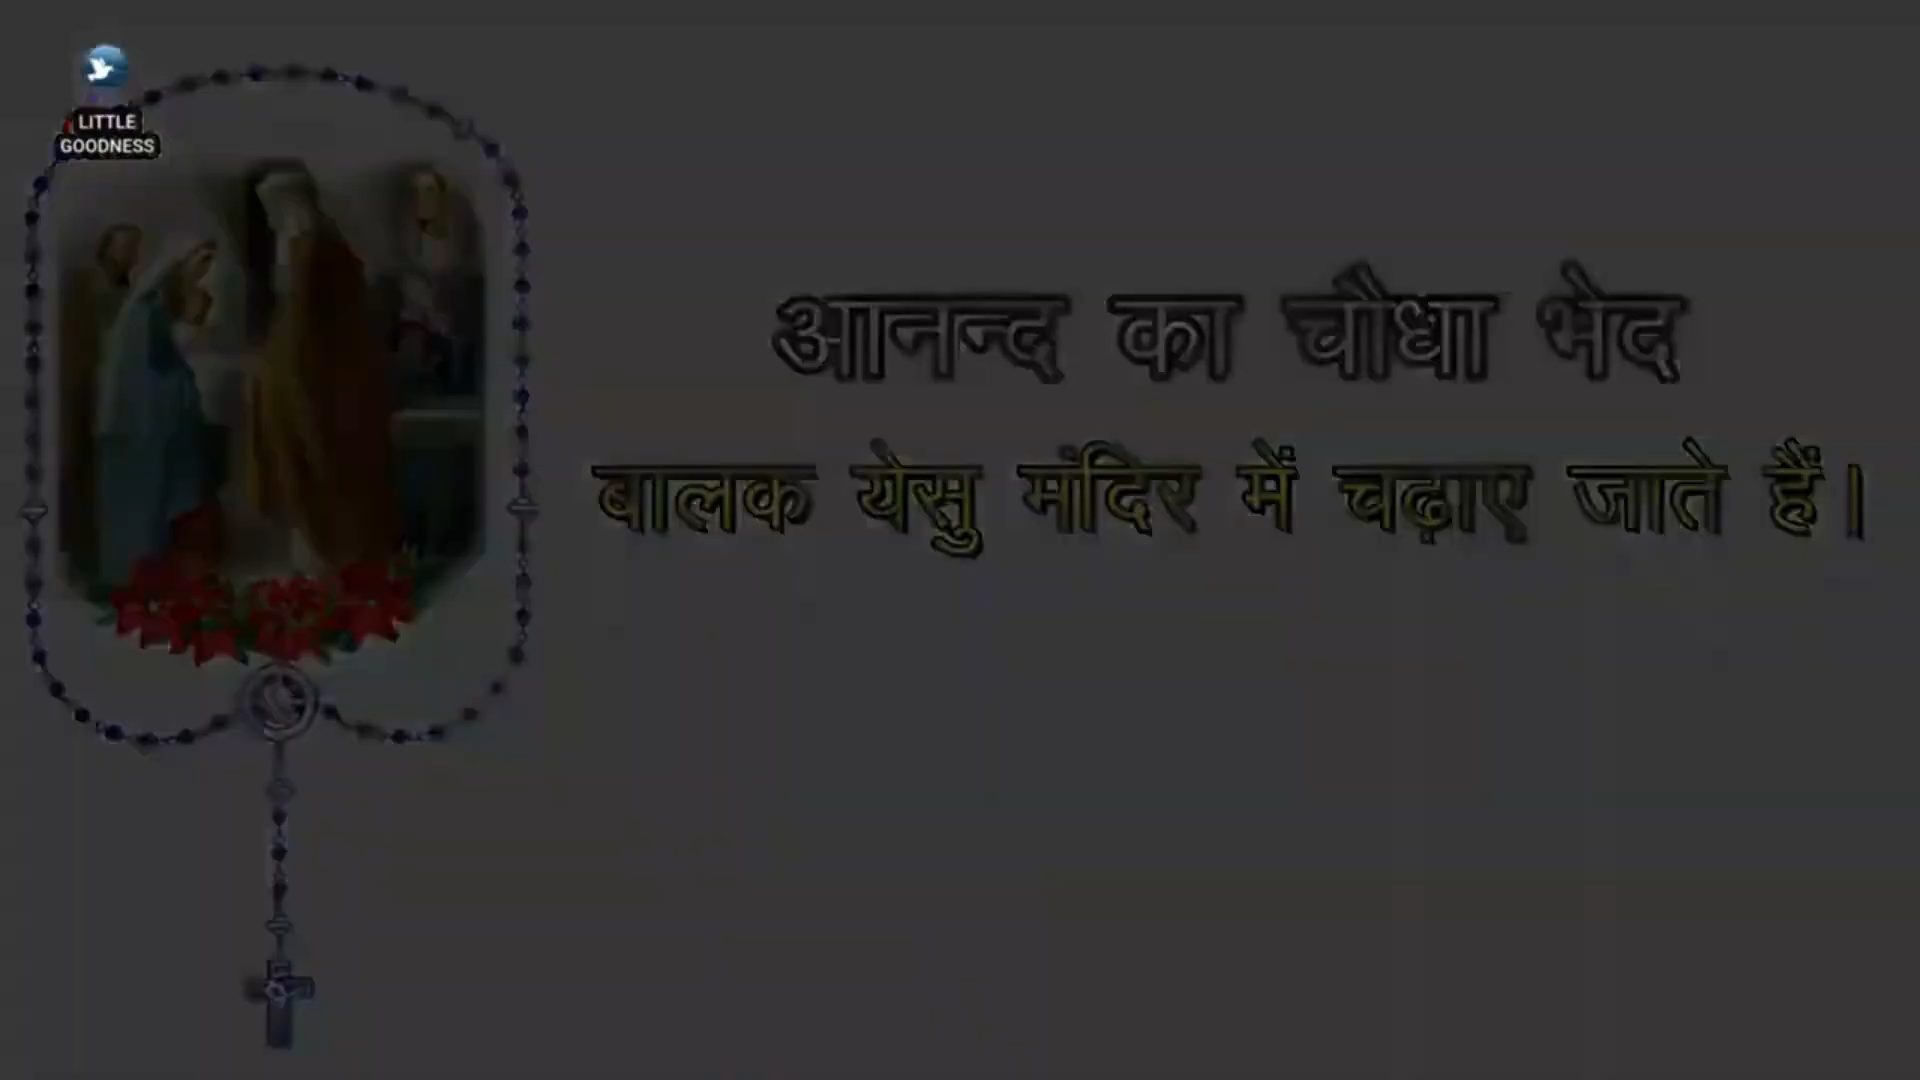 LITTLE
GOODNESS
आनन्द का चौधा भेद
बालक येसु मंदिर में चढ़ाए जाते हैं।